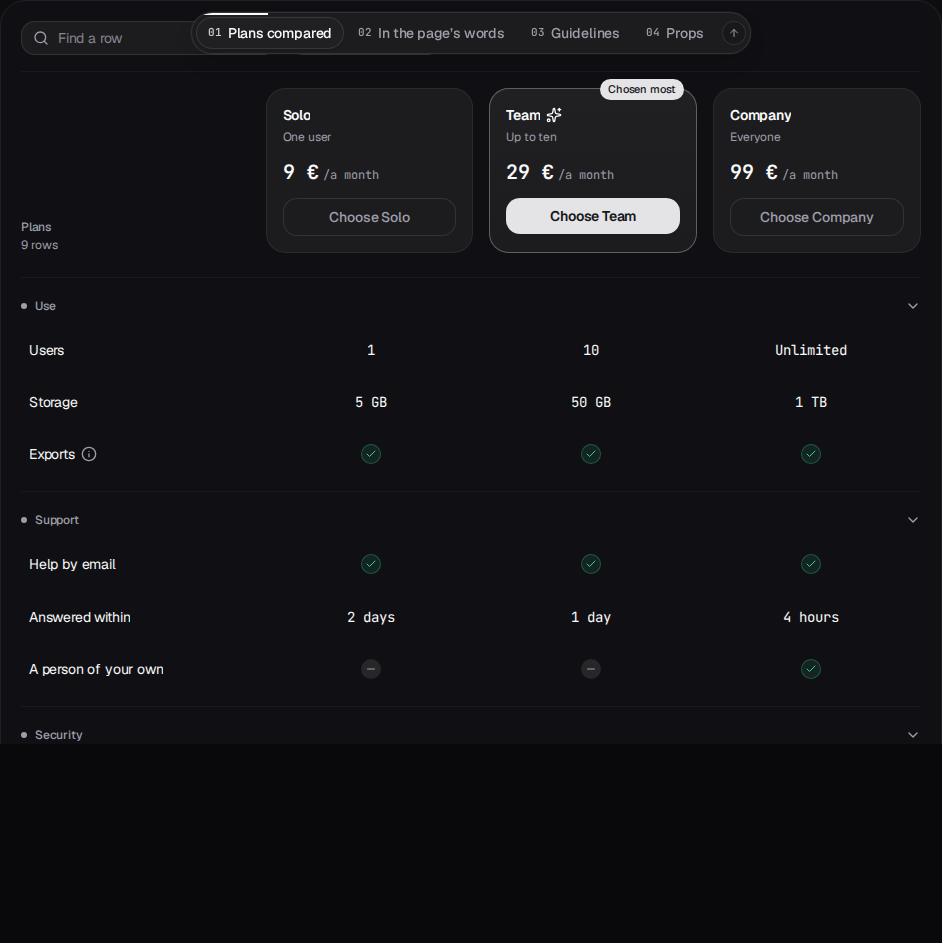 Find a row
01 Plans compared 02 In the page's words 03 Guidelines 04 Props
Chosen most
Solo
One user
9 € /a month
Choose Solo
Team
Up to ten
29 € /a month
Choose Team
Company
Everyone
99 € /a month
Choose Company
Plans
9 rows
Use
Users 1 10 Unlimited
Storage 5 GB 50 GB 1 TB
Exports
Support
Help by email
Answered within 2 days 1 day 4 hours
A person of your own
Security